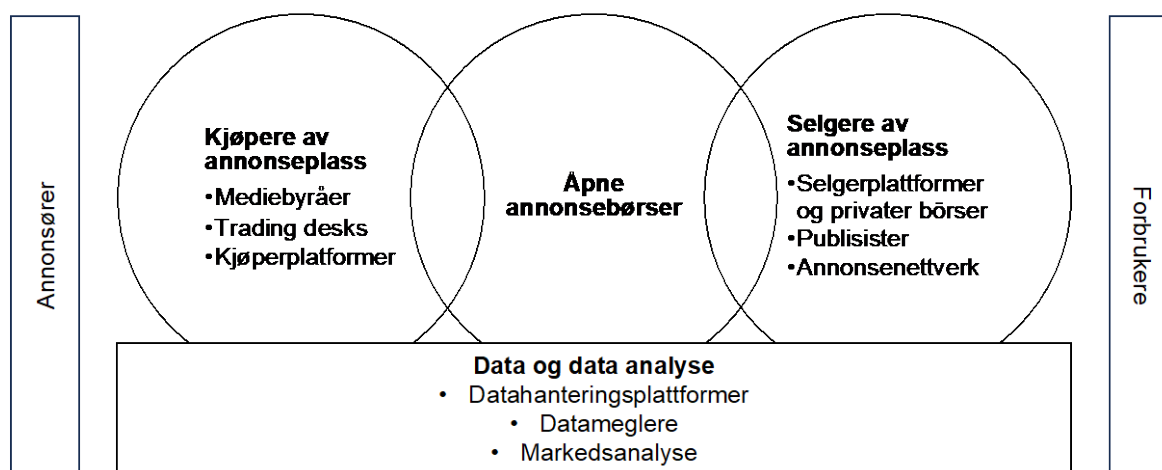 Annonsører
Kjøpere av
annonseplass
•Mediebyråer
•Trading desks
•Kjøperplatformer
Åpne
annonsebørser
Selgere av
annonseplass
•Selgerplattformer
og privater börser
•Publisister
•Annonsenettverk
Forbrukere
Data og data analyse
• Datahanteringsplattformer
• Datameglere
• Markedsanalyse